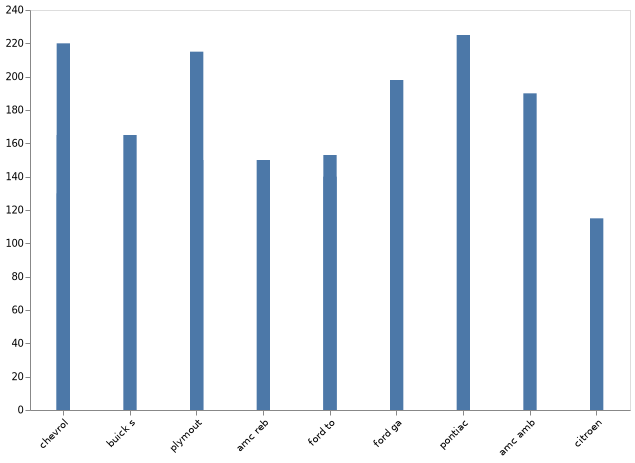 240
220
200
180
160
140
120
100
80
60
40
20
0
chevrol
buick s
plymout
amc reb
ford to
ford ga
pontiac
amc amb
citroen